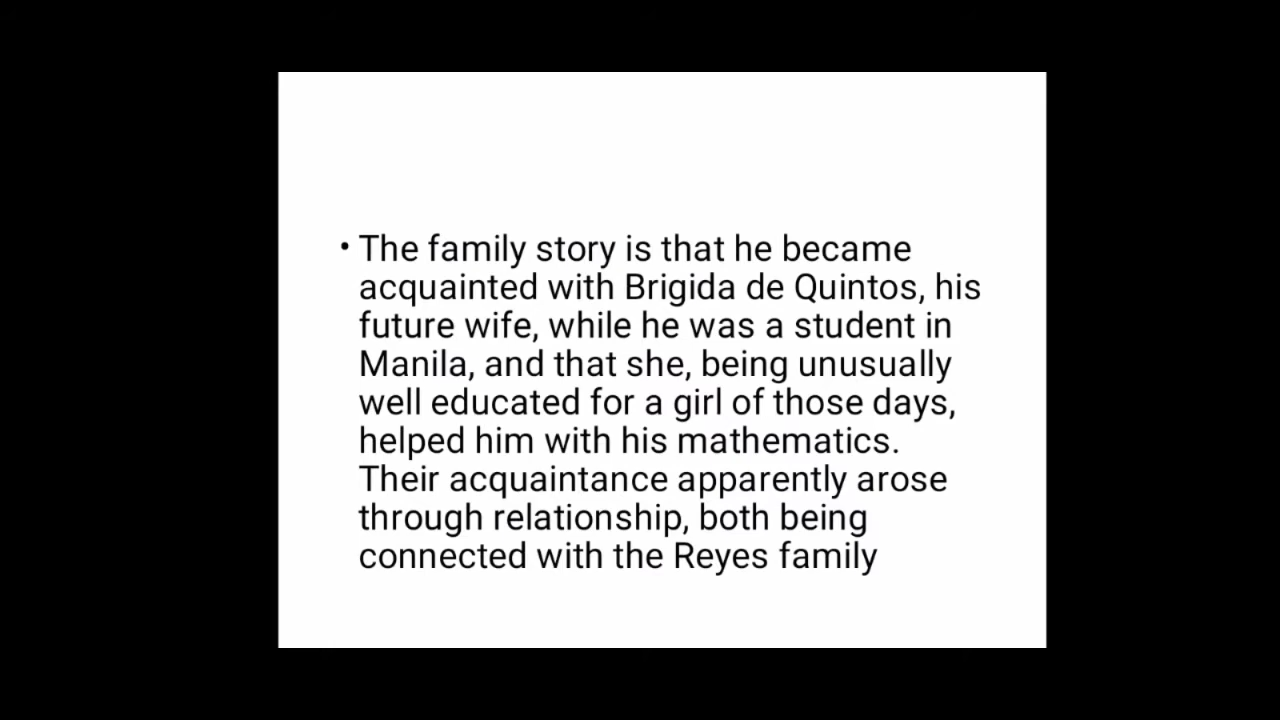 • The family story is that he became
acquainted with Brigida de Quintos, his
future wife, while he was a student in
Manila, and that she, being unusually
well educated for a girl of those days,
helped him with his mathematics.
Their acquaintance apparently arose
through relationship, both being
connected with the Reyes family